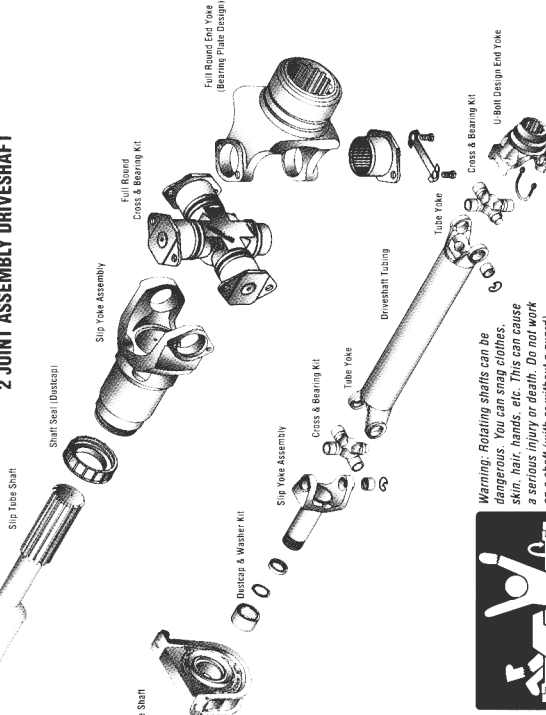 2 JOINT ASSEMBLY DRIVESHAFT
Full Round End Yoke
(Bearing Plate Design)
Full Round
Cross & Bearing Kit
Slip Yoke Assembly
Shaft Seal (Dustcap)
Slip Tube Shaft
U-Bolt Design End Yoke
Cross & Bearing Kit
Tube Yoke
Driveshaft Tubing
Tube Yoke
Cross & Bearing Kit
Slip Yoke Assembly
Dustcap & Washer Kit
Shaft
Warning: Rotating shafts can be
dangerous. You can snag clothes,
skin, hair, hands, etc. This can cause
a serious injury or death. Do not work